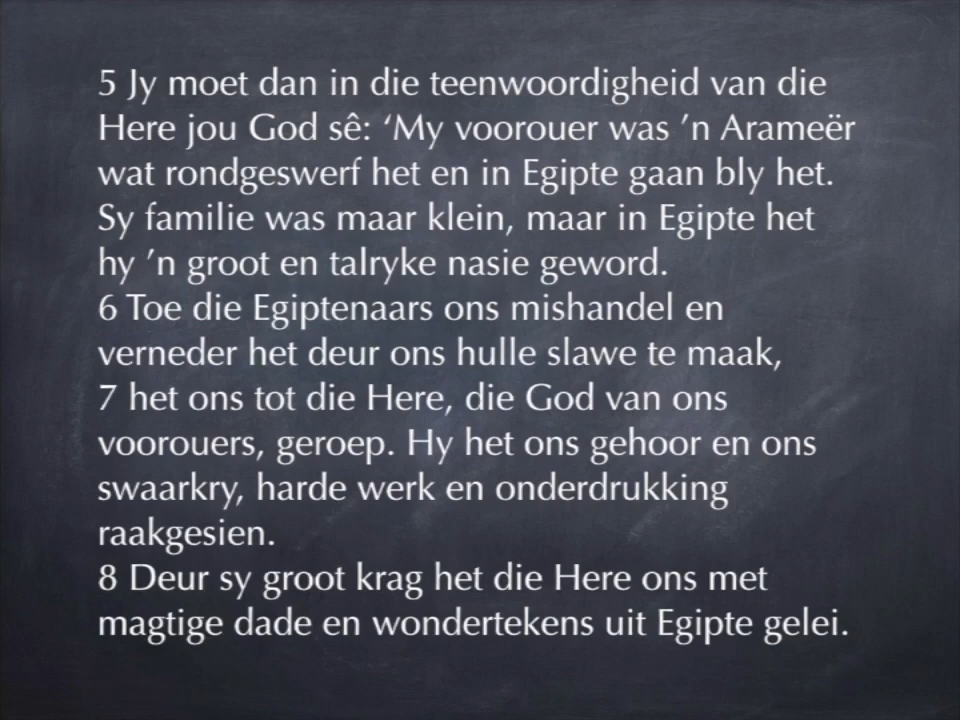 5 Jy moet dan in die teenwoordigheid van die
Here jou God sê: ‘My voorouer was ’n Arameër
wat rondgeswerf het en in Egipte gaan bly het.
Sy familie was maar klein, maar in Egipte het
hy ’n groot en talryke nasie geword.
6 Toe die Egiptenaars ons mishandel en
verneder het deur ons hulle slawe te maak,
7 het ons tot die Here, die God van ons
voorouers, geroep. Hy het ons gehoor en ons
swaarkry, harde werk en onderdrukking
raakgesien.
8 Deur sy groot krag het die Here ons met
magtige dade en wondertekens uit Egipte gelei.